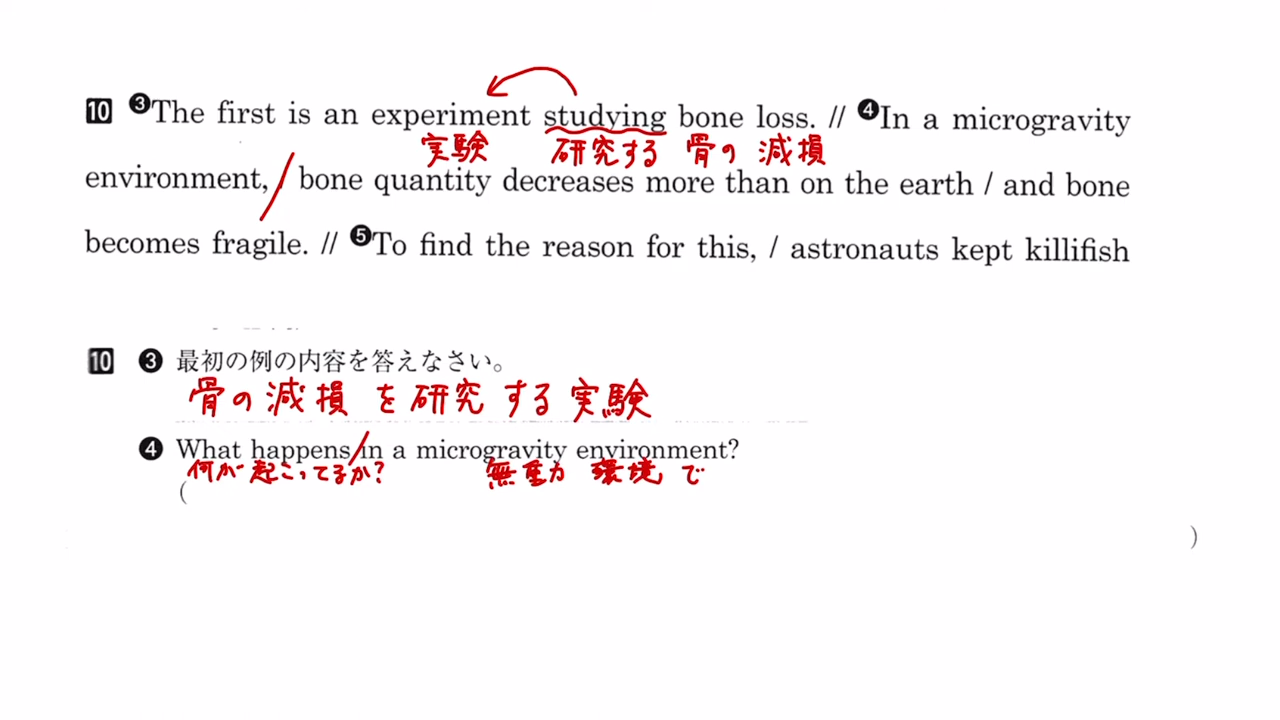 10 ❸The first is an experiment studying bone loss. // ❹In a microgravity
実験 研究する 骨の 減損
environment, / bone quantity decreases more than on the earth / and bone
becomes fragile. // ❺To find the reason for this, / astronauts kept killifish
10 ❸ 最初の例の内容を答えなさい。
骨の 減損 を 研究 する 実験
❹ What happens/in a microgravity environment?
何が起こってるか? 無重力 環境 で
(
)